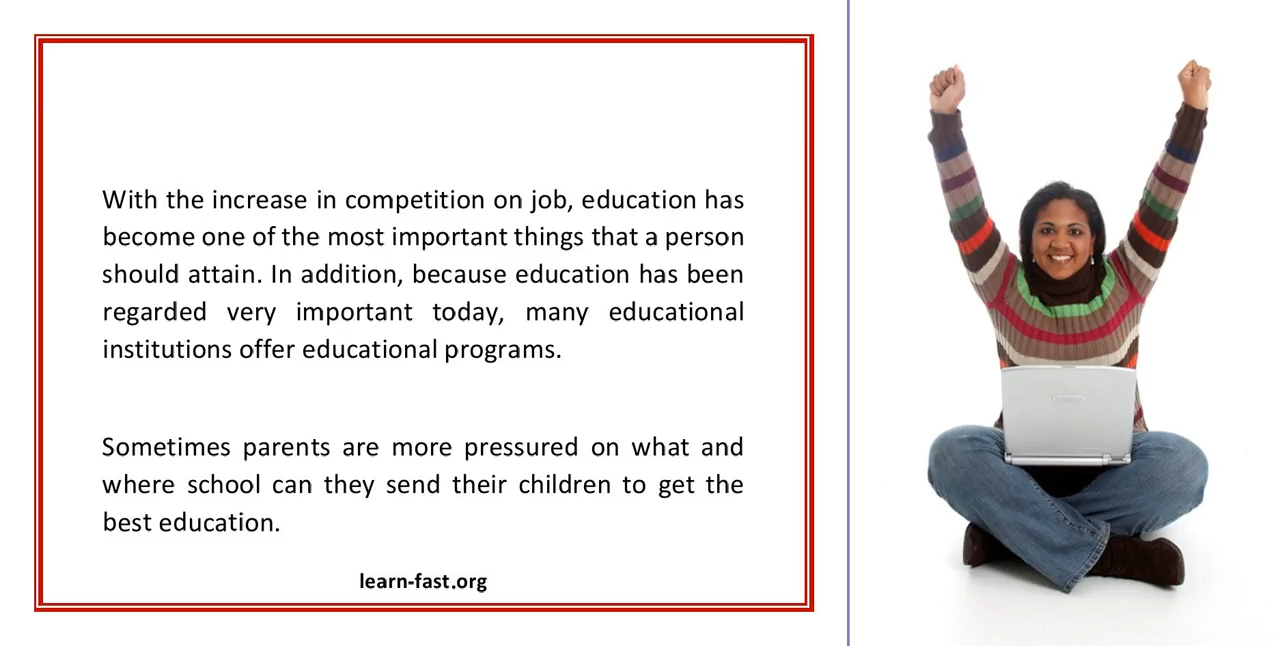 With the increase in competition on job, education has
become one of the most important things that a person
should attain. In addition, because education has been
regarded very important today, many educational
institutions offer educational programs.
Sometimes parents are more pressured on what and
where school can they send their children to get the
best education.
learn-fast.org